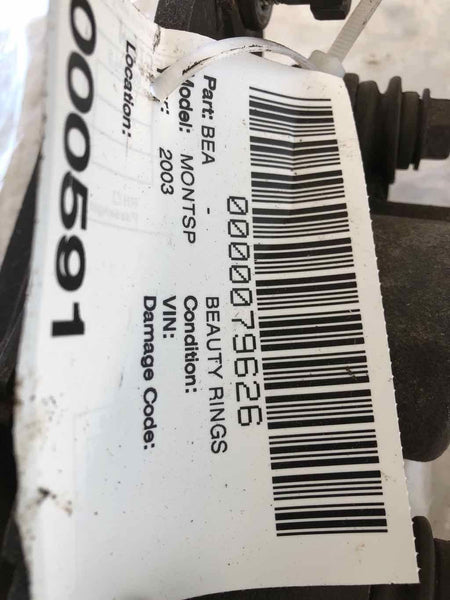 0000079626
Part: BEA - BEAUTY RINGS
Model: MONTSP Condition:
2003 VIN:
Location: Damage Code:
000591